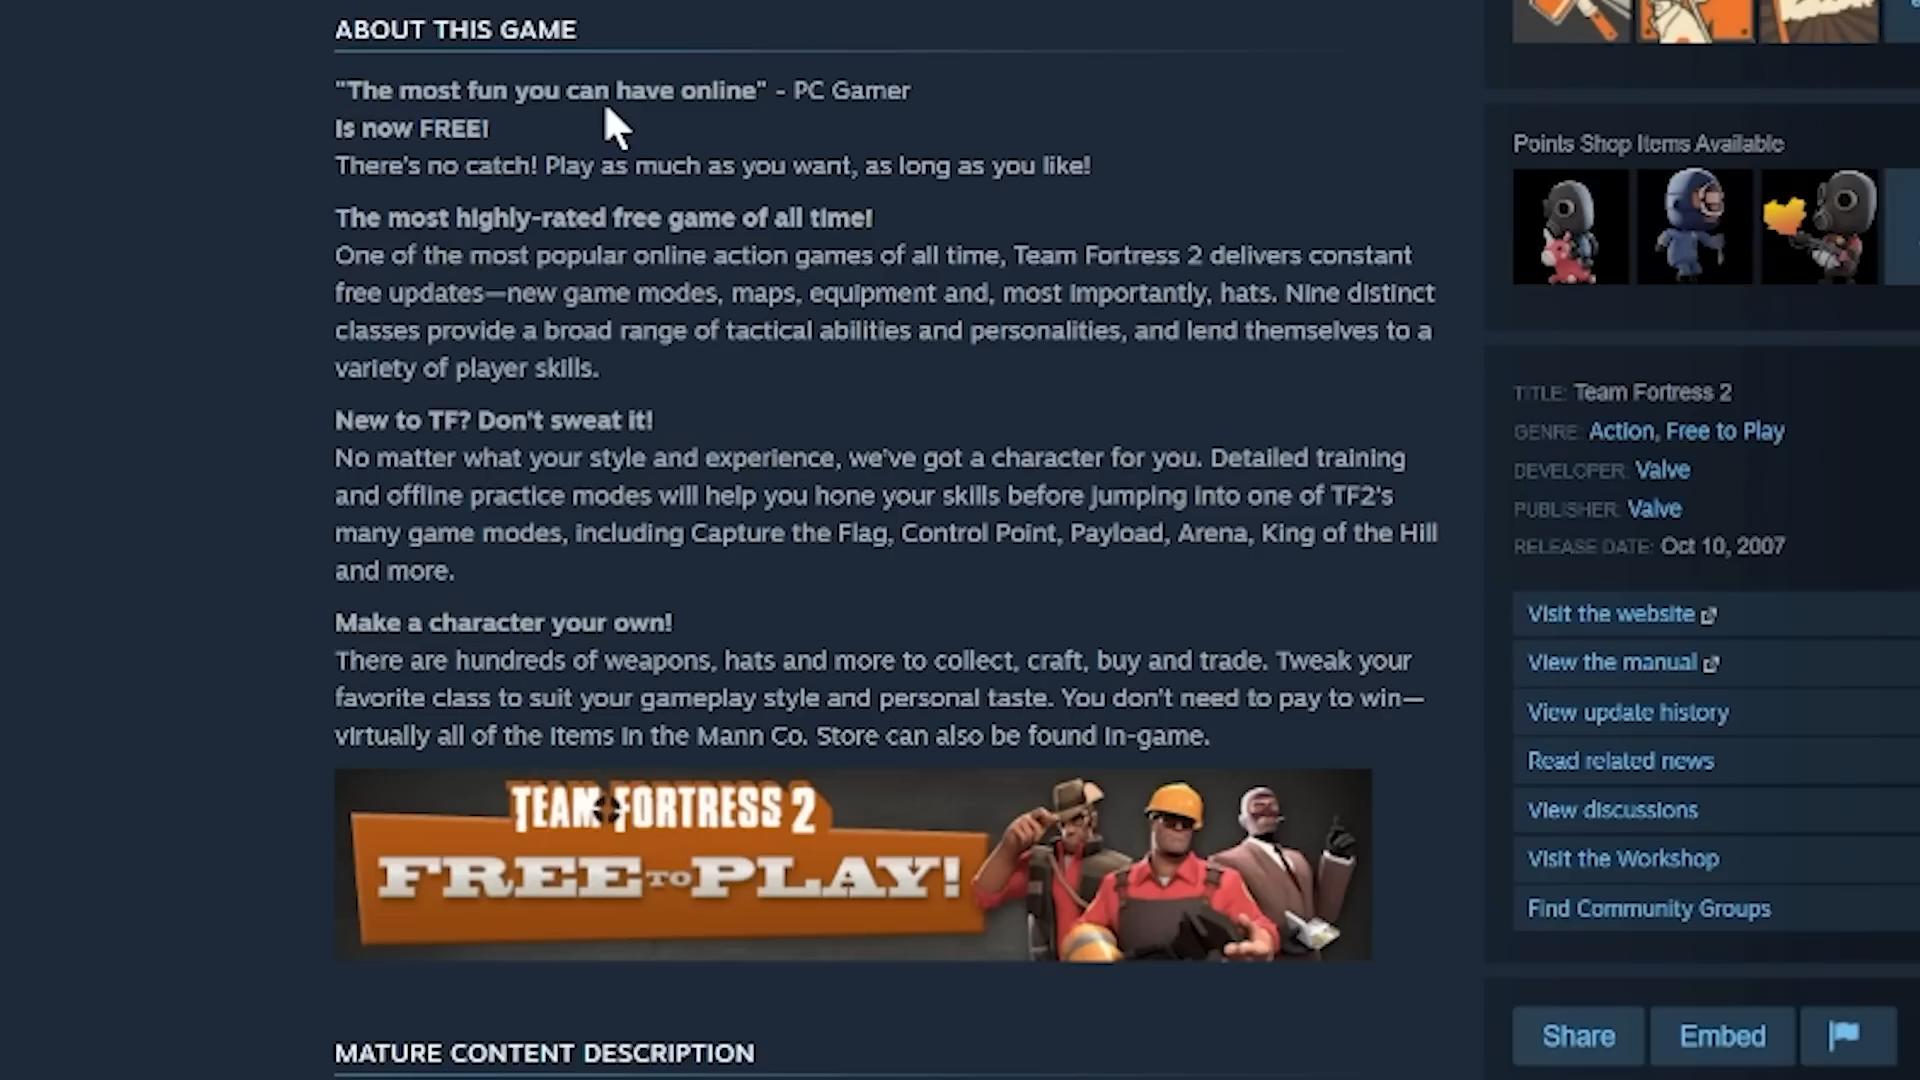 ABOUT THIS GAME
"The most fun you can have online" - PC Gamer
Is now FREE!
There's no catch! Play as much as you want, as long as you like!
The most highly-rated free game of all time!
One of the most popular online action games of all time, Team Fortress 2 delivers constant
free updates—new game modes, maps, equipment and, most importantly, hats. Nine distinct
classes provide a broad range of tactical abilities and personalities, and lend themselves to a
variety of player skills.
New to TF? Don't sweat it!
No matter what your style and experience, we've got a character for you. Detailed training
and offline practice modes will help you hone your skills before jumping into one of TF2's
many game modes, including Capture the Flag, Control Point, Payload, Arena, King of the Hill
and more.
Make a character your own!
There are hundreds of weapons, hats and more to collect, craft, buy and trade. Tweak your
favorite class to suit your gameplay style and personal taste. You don't need to pay to win—
virtually all of the items in the Mann Co. Store can also be found in-game.
TEAM FORTRESS 2
FREE TO PLAY!
MATURE CONTENT DESCRIPTION
Points Shop Items Available
TITLE: Team Fortress 2
GENRE: Action, Free to Play
DEVELOPER: Valve
PUBLISHER: Valve
RELEASE DATE: Oct 10, 2007
Visit the website
View the manual
View update history
Read related news
View discussions
Visit the Workshop
Find Community Groups
Share
Embed